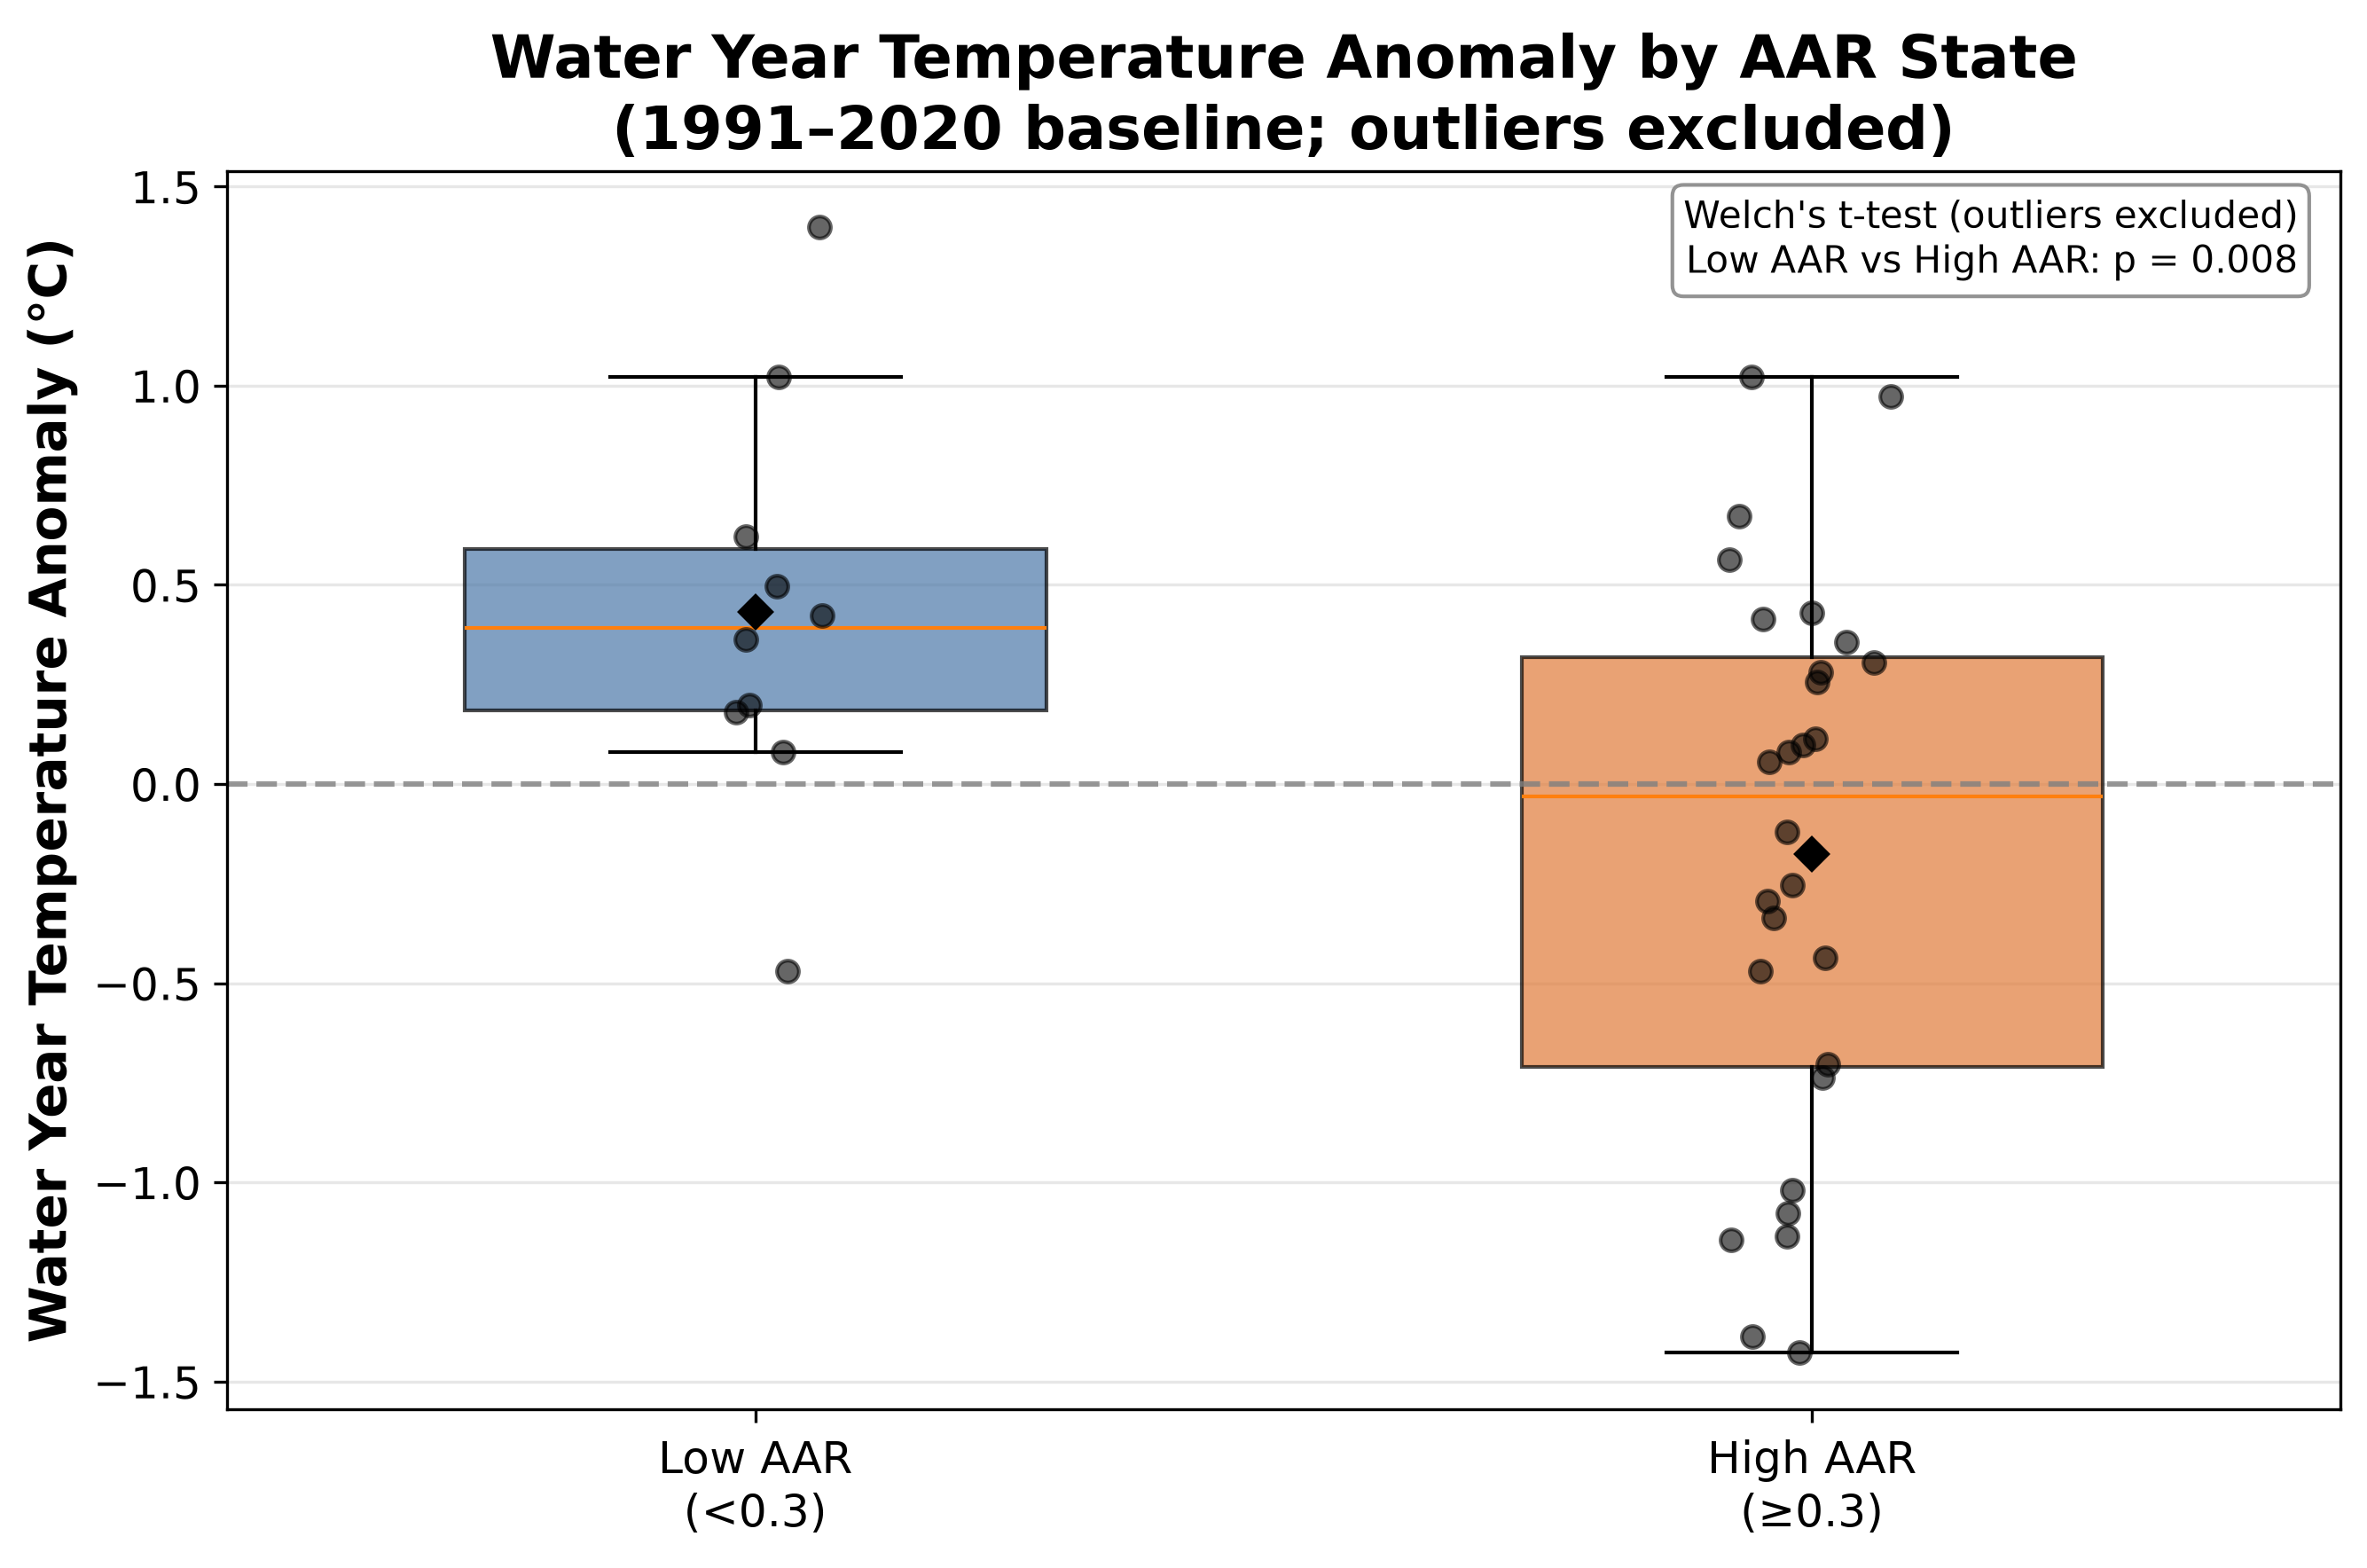 Water Year Temperature Anomaly by AAR State
(1991–2020 baseline; outliers excluded)
Welch's t-test (outliers excluded)
Low AAR vs High AAR: p = 0.008
Water Year Temperature Anomaly (°C)
1.5
1.0
0.5
0.0
−0.5
−1.0
−1.5
Low AAR
(<0.3)
High AAR
(≥0.3)